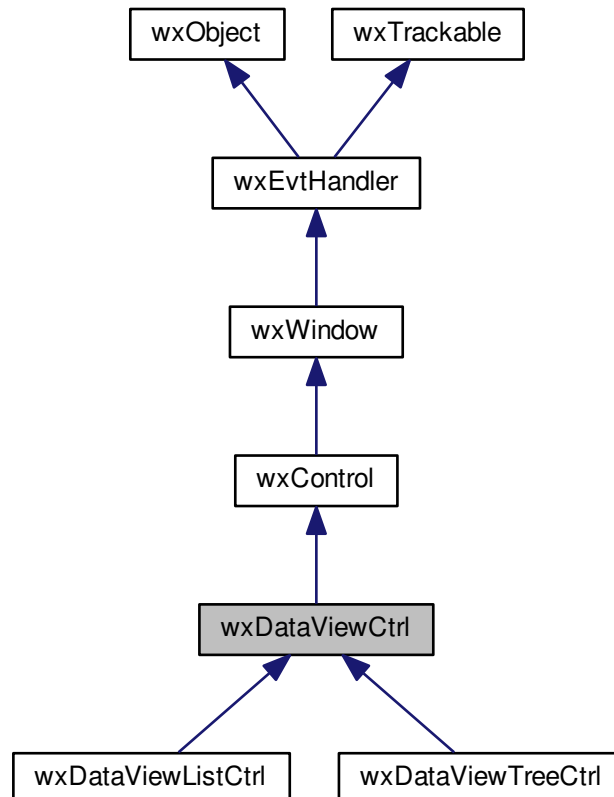 wxObject
wxTrackable
wxEvtHandler
wxWindow
wxControl
wxDataViewCtrl
wxDataViewListCtrl
wxDataViewTreeCtrl